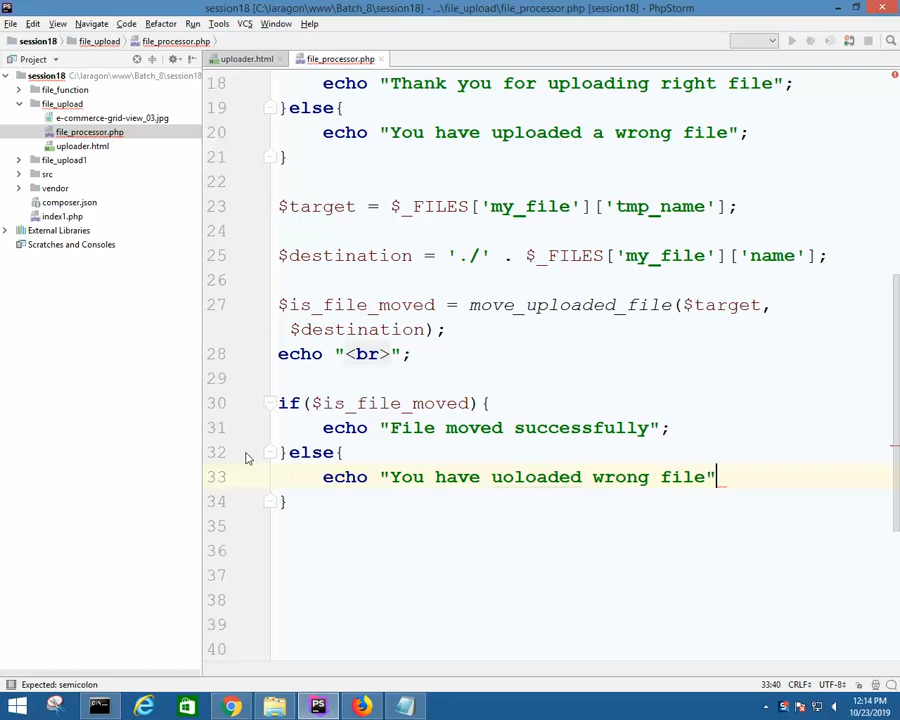 session18 [C:\laragon\www\Batch_8\session18] - ...\file_upload\file_processor.php [session18] - PhpStorm
File Edit View Navigate Code Refactor Run Tools VCS Window Help
session18 file_upload file_processor.php
Project
uploader.html file_processor.php
session18 C:\laragon\www\Batch_8\session18
file_function
file_upload
e-commerce-grid-view_03.jpg
file_processor.php
uploader.html
file_upload1
src
vendor
composer.json
index1.php
External Libraries
Scratches and Consoles
18 echo "Thank you for uploading right file";
19 }else{
20 echo "You have uploaded a wrong file";
21 }
22
23 $target = $_FILES['my_file']['tmp_name'];
24
25 $destination = './' . $_FILES['my_file']['name'];
26
27 $is_file_moved = move_uploaded_file($target,
$destination);
28 echo "<br>";
29
30 if($is_file_moved){
31 echo "File moved successfully";
32 }else{
33 echo "You have uoloaded wrong file"
34 }
35
36
37
38
39
40
Expected: semicolon 33:40 CRLF UTF-8
PS
12:14 PM
10/23/2019